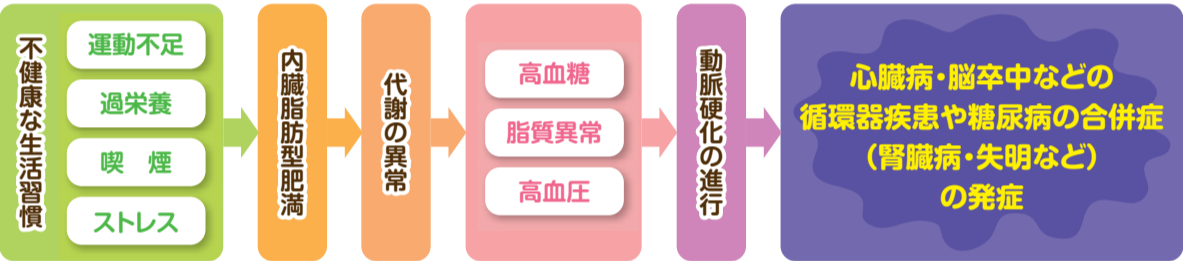 不健康な生活習慣
運動不足
過栄養
喫　煙
ストレス
内臓脂肪型肥満
代謝の異常
高血糖
脂質異常
高血圧
動脈硬化の進行
心臓病・脳卒中などの
循環器疾患や糖尿病の合併症
（腎臓病・失明など）
の発症